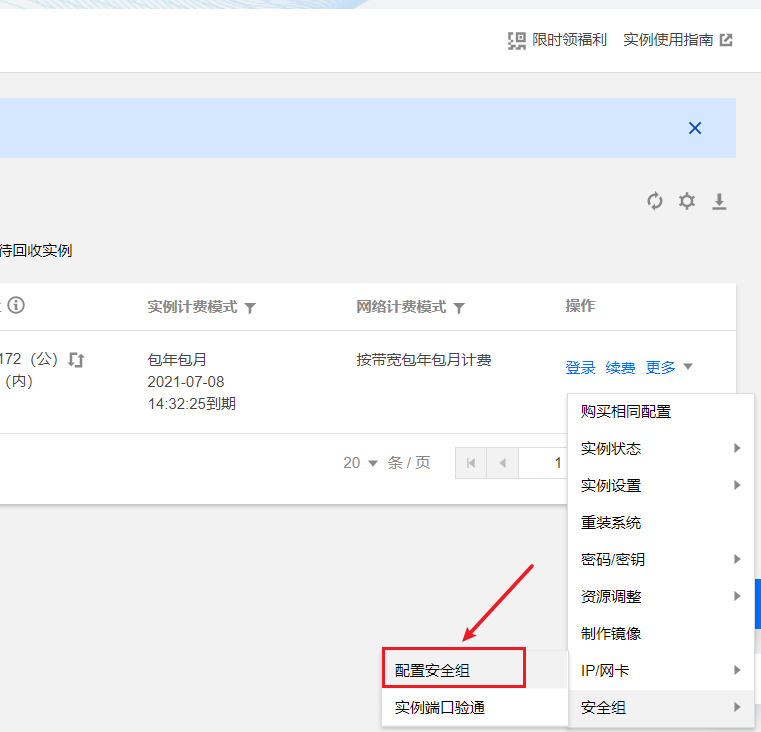 限时领福利 实例使用指南
待回收实例
实例计费模式 网络计费模式 操作
172（公） 包年包月 按带宽包年包月计费
（内） 2021-07-08 登录 续费 更多
14:32:25到期
购买相同配置
实例状态
20 条 / 页 1
实例设置
重装系统
密码/密钥
资源调整
制作镜像
配置安全组 IP/网卡
实例端口验通 安全组